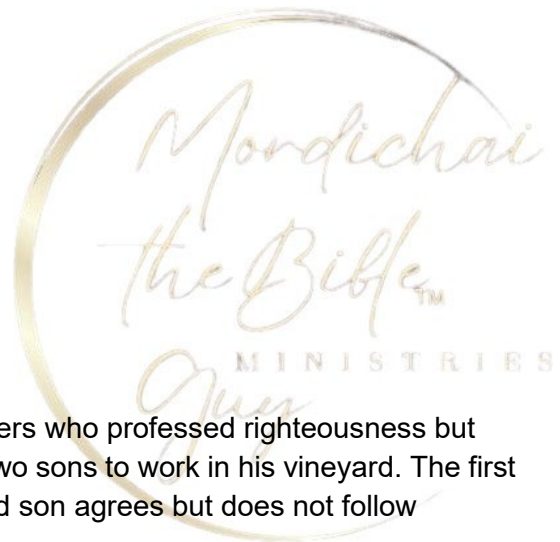 Mordichai
the Bible™
MINISTRIES
Guy
ers who professed righteousness but
wo sons to work in his vineyard. The first
d son agrees but does not follow